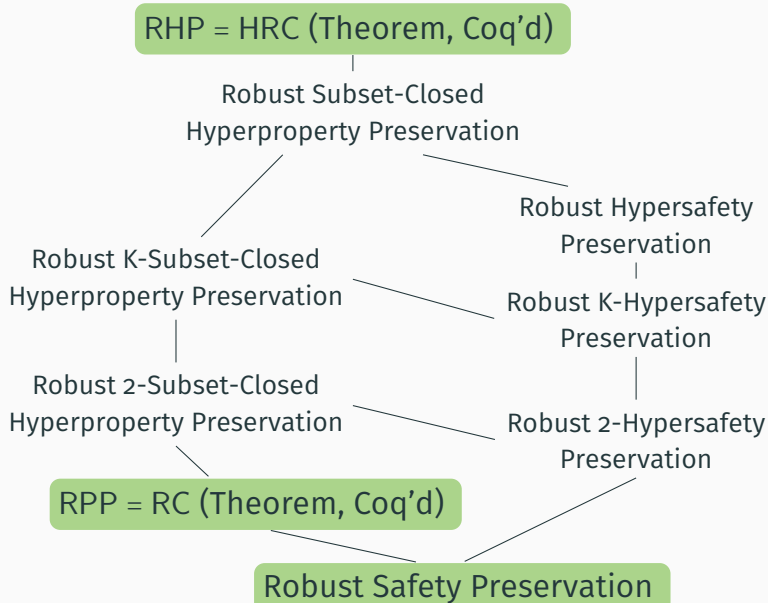 RHP = HRC (Theorem, Coq'd)
Robust Subset-Closed
Hyperproperty Preservation
Robust Hypersafety
Preservation
Robust K-Subset-Closed
Hyperproperty Preservation
Robust K-Hypersafety
Preservation
Robust 2-Subset-Closed
Hyperproperty Preservation
Robust 2-Hypersafety
Preservation
RPP = RC (Theorem, Coq'd)
Robust Safety Preservation